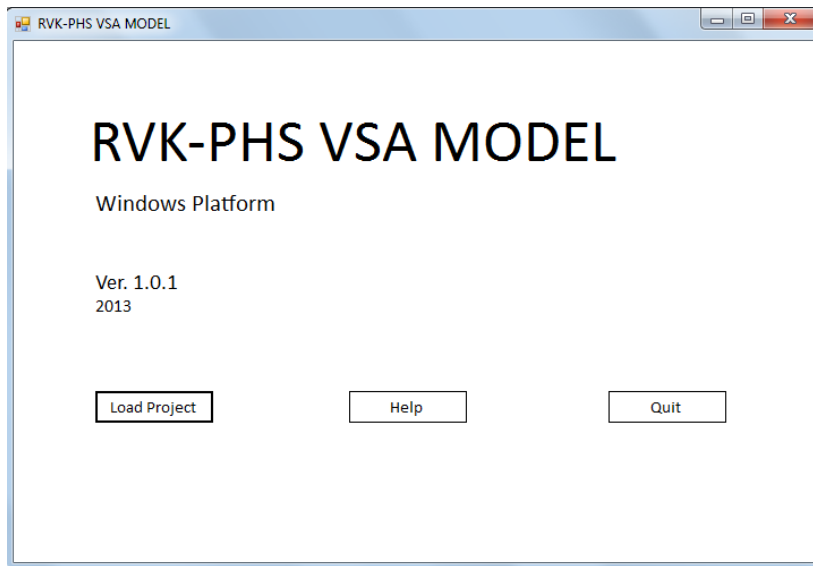 RVK-PHS VSA MODEL
RVK-PHS VSA MODEL
Windows Platform
Ver. 1.0.1
2013
Load Project
Help
Quit